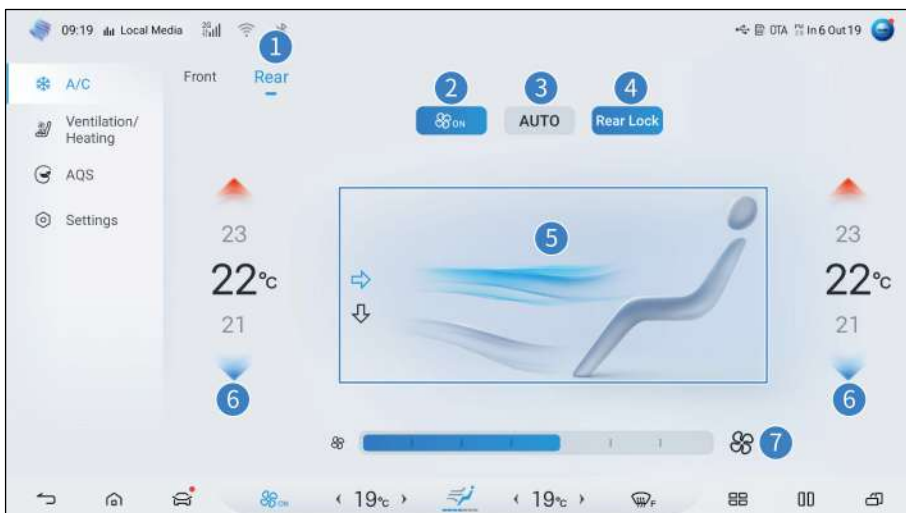 09:19 Local Media 2G OTA In 6 Out 19
1
A/C Front Rear
2 3 4
ON AUTO Rear Lock
Ventilation/
Heating
AQS
Settings
23 5 23
22°c 22°c
21 21
6 6
7
ON 19°c 19°c F